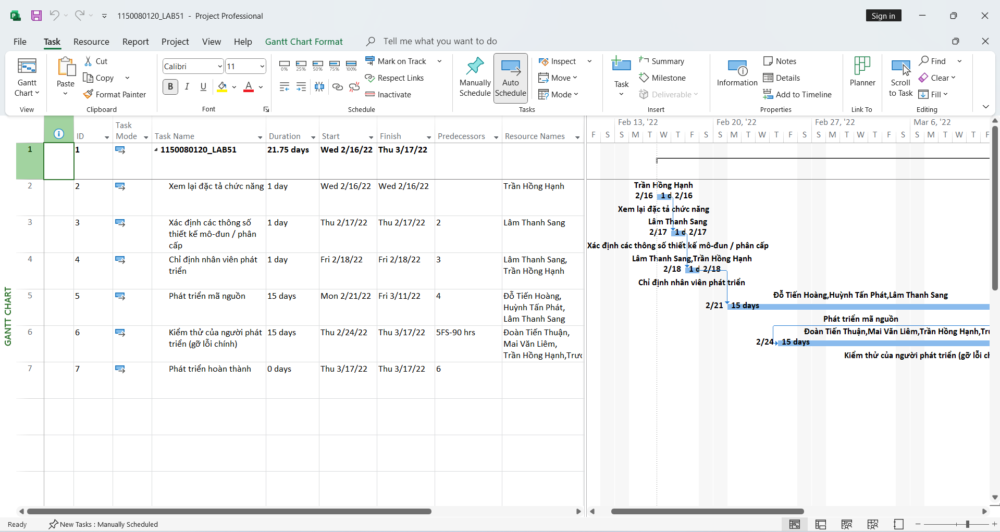 1150080120_LAB51 - Project Professional
Sign in
File Task Resource Report Project View Help Gantt Chart Format Tell me what you want to do
Gantt Chart
View
Paste
Cut
Copy
Format Painter
Clipboard
Calibri 11
B I U A
Font
0% 25% 50% 75% 100%
Mark on Track
Respect Links
Inactivate
Schedule
Manually Schedule
Auto Schedule
Inspect
Move
Mode
Tasks
Task
Summary
Milestone
Deliverable
Insert
Information
Notes
Details
Add to Timeline
Properties
Planner
Link To
Scroll to Task
Find
Clear
Fill
Editing
GANTT CHART
ID Task Mode Task Name Duration Start Finish Predecessors Resource Names
1 1 1150080120_LAB51 21.75 days Wed 2/16/22 Thu 3/17/22
2 2 Xem lại đặc tả chức năng 1 day Wed 2/16/22 Wed 2/16/22 Trần Hồng Hạnh
3 3 Xác định các thông số thiết kế mô-đun / phân cấp 1 day Thu 2/17/22 Thu 2/17/22 2 Lâm Thanh Sang
4 4 Chỉ định nhân viên phát triển 1 day Fri 2/18/22 Fri 2/18/22 3 Lâm Thanh Sang, Trần Hồng Hạnh
5 5 Phát triển mã nguồn 15 days Mon 2/21/22 Fri 3/11/22 4 Đỗ Tiến Hoàng, Huỳnh Tấn Phát, Lâm Thanh Sang
6 6 Kiểm thử của người phát triển (gỡ lỗi chính) 15 days Thu 2/24/22 Thu 3/17/22 5FS-90 hrs Đoàn Tiến Thuận, Mai Văn Liêm, Trần Hồng Hạnh,
7 7 Phát triển hoàn thành 0 days Thu 3/17/22 Thu 3/17/22 6
Feb 13, '22 Feb 20, '22 Feb 27, '22 Mar 6, '22
F S S M T W T F S S M T W T F S S M T W T F S S M T W T F
Trần Hồng Hạnh
2/16 1 d 2/16
Xem lại đặc tả chức năng
Lâm Thanh Sang
2/17 1 d 2/17
Xác định các thông số thiết kế mô-đun / phân cấp
Lâm Thanh Sang,Trần Hồng Hạnh
2/18 1 d 2/18
Chỉ định nhân viên phát triển
Đỗ Tiến Hoàng,Huỳnh Tấn Phát,Lâm Thanh Sang
2/21 15 days
Phát triển mã nguồn
Đoàn Tiến Thuận,Mai Văn Liêm,Trần Hồng Hạnh,
2/24 15 days
Kiểm thử của người phát triển (gỡ lỗi
Ready New Tasks : Manually Scheduled